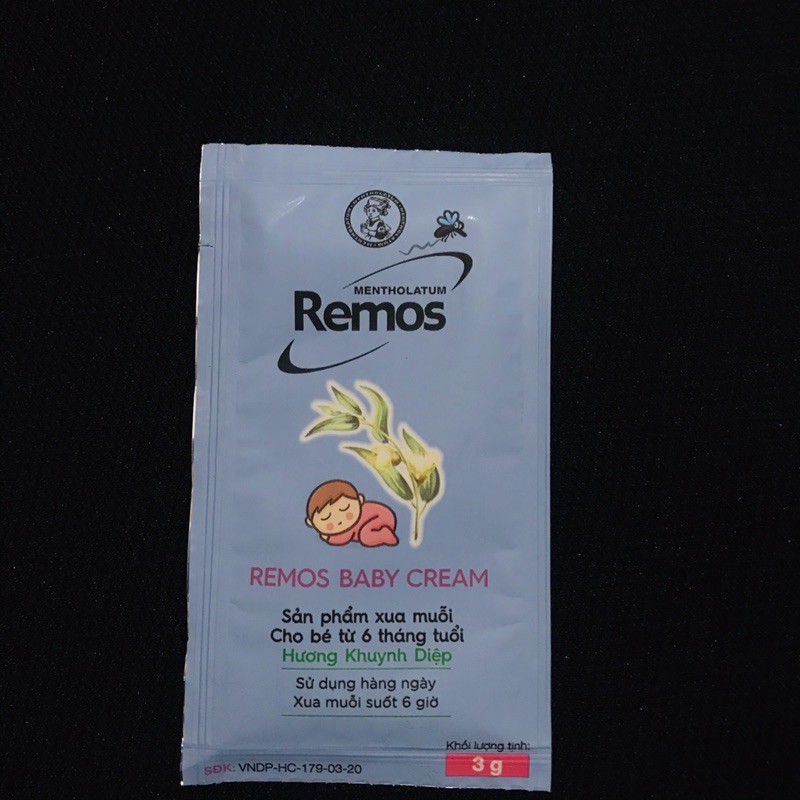 MENTHOLATUM
Remos
REMOS BABY CREAM
Sản phẩm xua muỗi
Cho bé từ 6 tháng tuổi
Hương Khuynh Diệp
Sử dụng hàng ngày
Xua muỗi suốt 6 giờ
Khối lượng tịnh:
3 g
SĐK: VNDP-HC-179-03-20